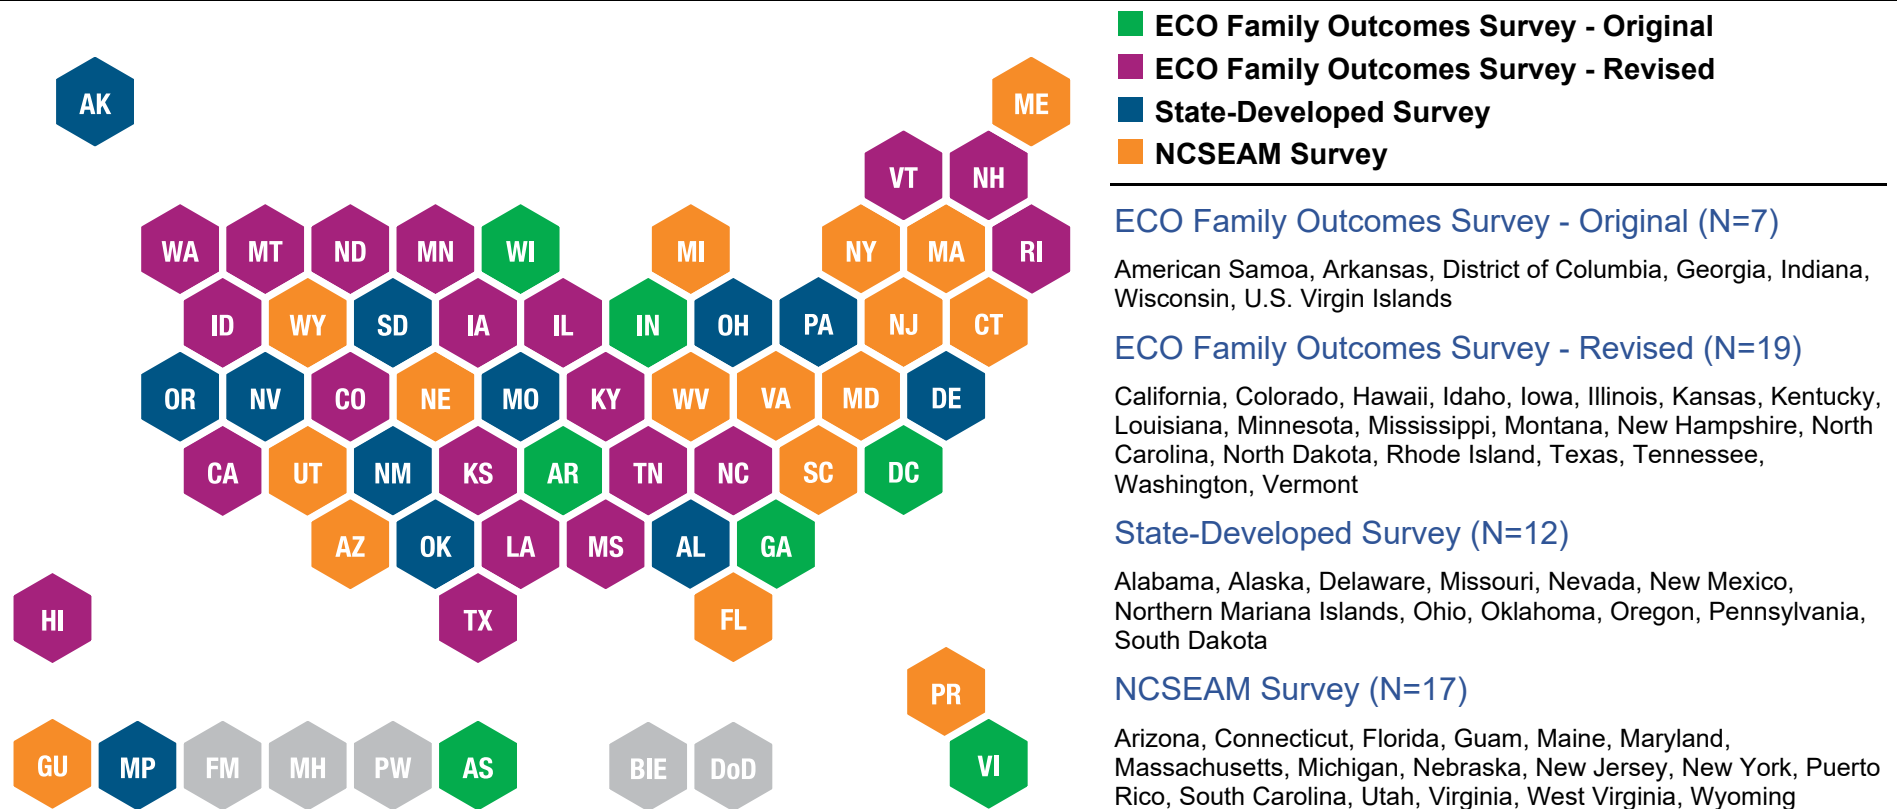 AK
ME
VT NH
WA MT ND MN WI MI NY MA RI
ID WY SD IA IL IN OH PA NJ CT
OR NV CO NE MO KY WV VA MD DE
CA UT NM KS AR TN NC SC DC
AZ OK LA MS AL GA
HI TX FL
PR
GU MP FM MH PW AS BIE DoD VI
ECO Family Outcomes Survey - Original
ECO Family Outcomes Survey - Revised
State-Developed Survey
NCSEAM Survey
ECO Family Outcomes Survey - Original (N=7)
American Samoa, Arkansas, District of Columbia, Georgia, Indiana,
Wisconsin, U.S. Virgin Islands
ECO Family Outcomes Survey - Revised (N=19)
California, Colorado, Hawaii, Idaho, Iowa, Illinois, Kansas, Kentucky,
Louisiana, Minnesota, Mississippi, Montana, New Hampshire, North
Carolina, North Dakota, Rhode Island, Texas, Tennessee,
Washington, Vermont
State-Developed Survey (N=12)
Alabama, Alaska, Delaware, Missouri, Nevada, New Mexico,
Northern Mariana Islands, Ohio, Oklahoma, Oregon, Pennsylvania,
South Dakota
NCSEAM Survey (N=17)
Arizona, Connecticut, Florida, Guam, Maine, Maryland,
Massachusetts, Michigan, Nebraska, New Jersey, New York, Puerto
Rico, South Carolina, Utah, Virginia, West Virginia, Wyoming